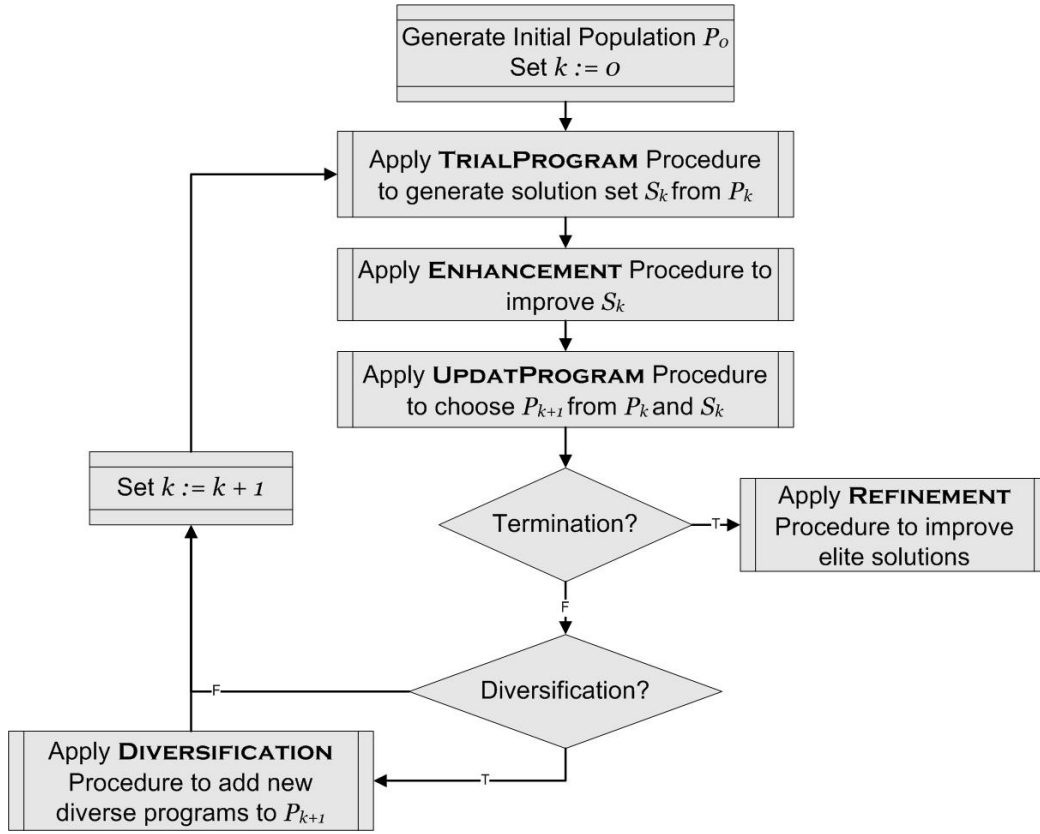 Generate Initial Population P0
Set k := 0
Apply TRIALPROGRAM Procedure
to generate solution set Sk from Pk
Apply ENHANCEMENT Procedure to
improve Sk
Apply UPDATPROGRAM Procedure
to choose Pk+1 from Pk and Sk
Set k := k + 1
Termination?
T
Apply REFINEMENT
Procedure to improve
elite solutions
F
Diversification?
F
Apply DIVERSIFICATION
Procedure to add new
diverse programs to Pk+1
T